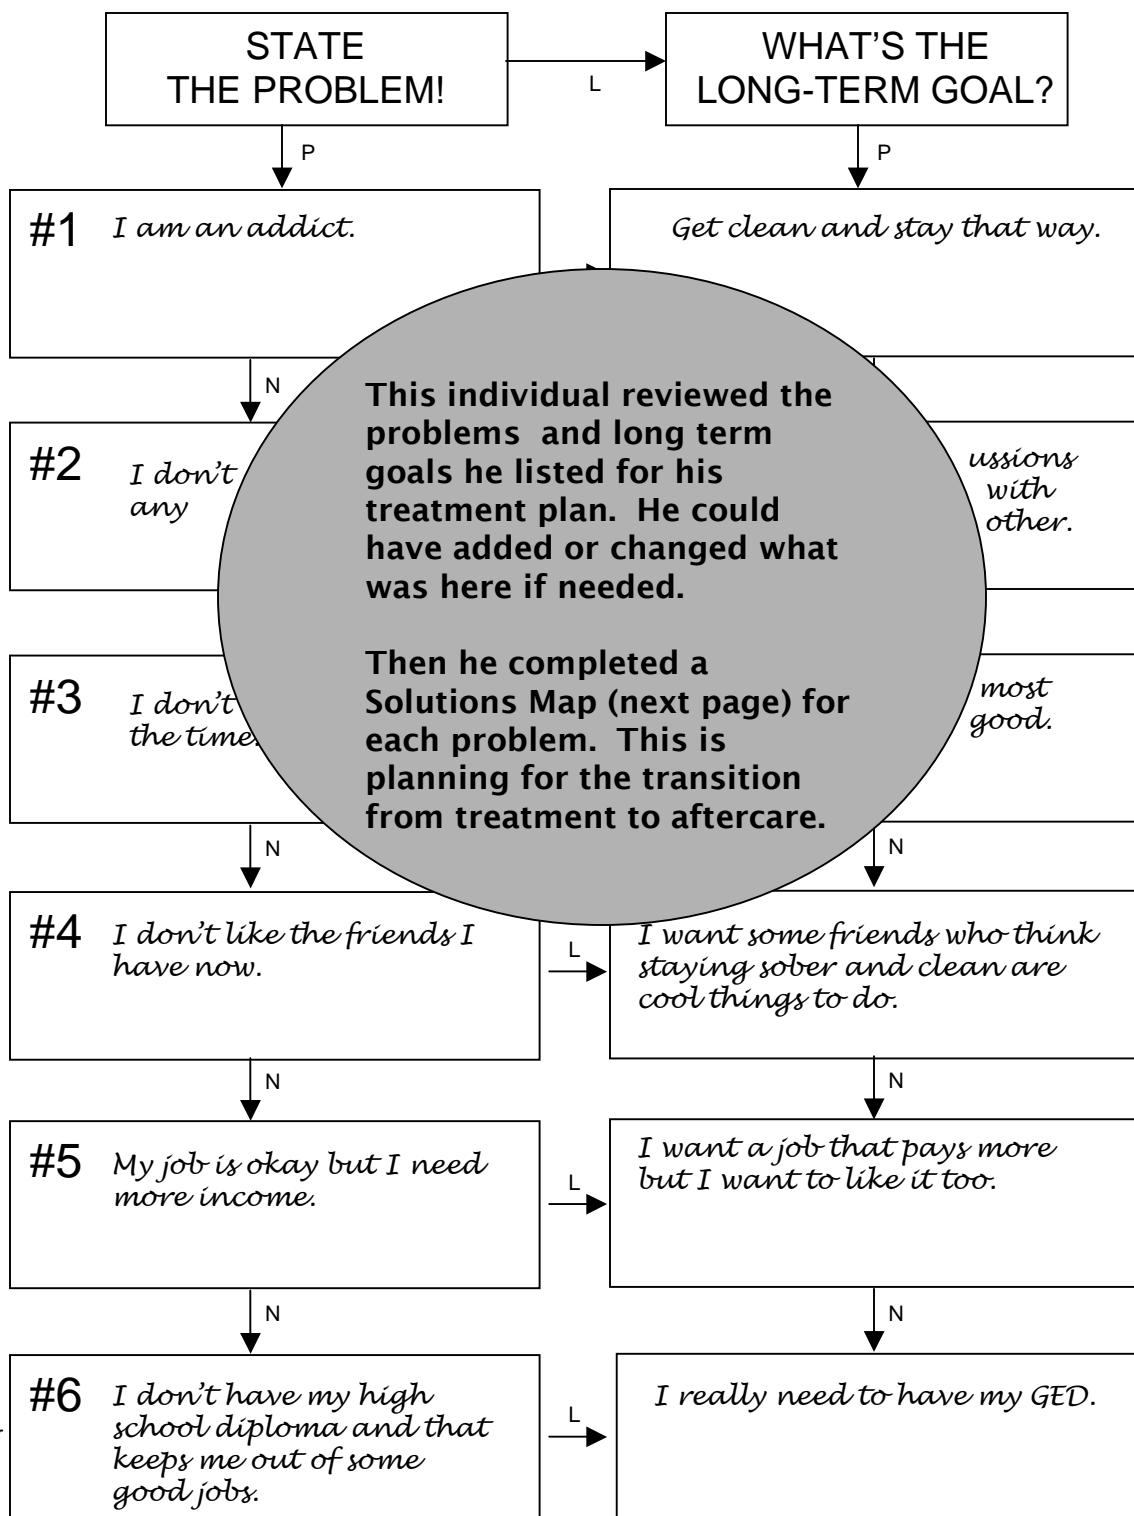 STATE
THE PROBLEM!
L
WHAT'S THE
LONG-TERM GOAL?
P
P
#1 I am an addict.
Get clean and stay that way.
N
#2 I don't
any
ussions
with
other.
#3 I don't
the time.
most
good.
This individual reviewed the
problems and long term
goals he listed for his
treatment plan. He could
have added or changed what
was here if needed.
Then he completed a
Solutions Map (next page) for
each problem. This is
planning for the transition
from treatment to aftercare.
N
N
#4 I don't like the friends I
have now.
L
I want some friends who think
staying sober and clean are
cool things to do.
N
N
#5 My job is okay but I need
more income.
L
I want a job that pays more
but I want to like it too.
N
N
#6 I don't have my high
school diploma and that
keeps me out of some
good jobs.
L
I really need to have my GED.